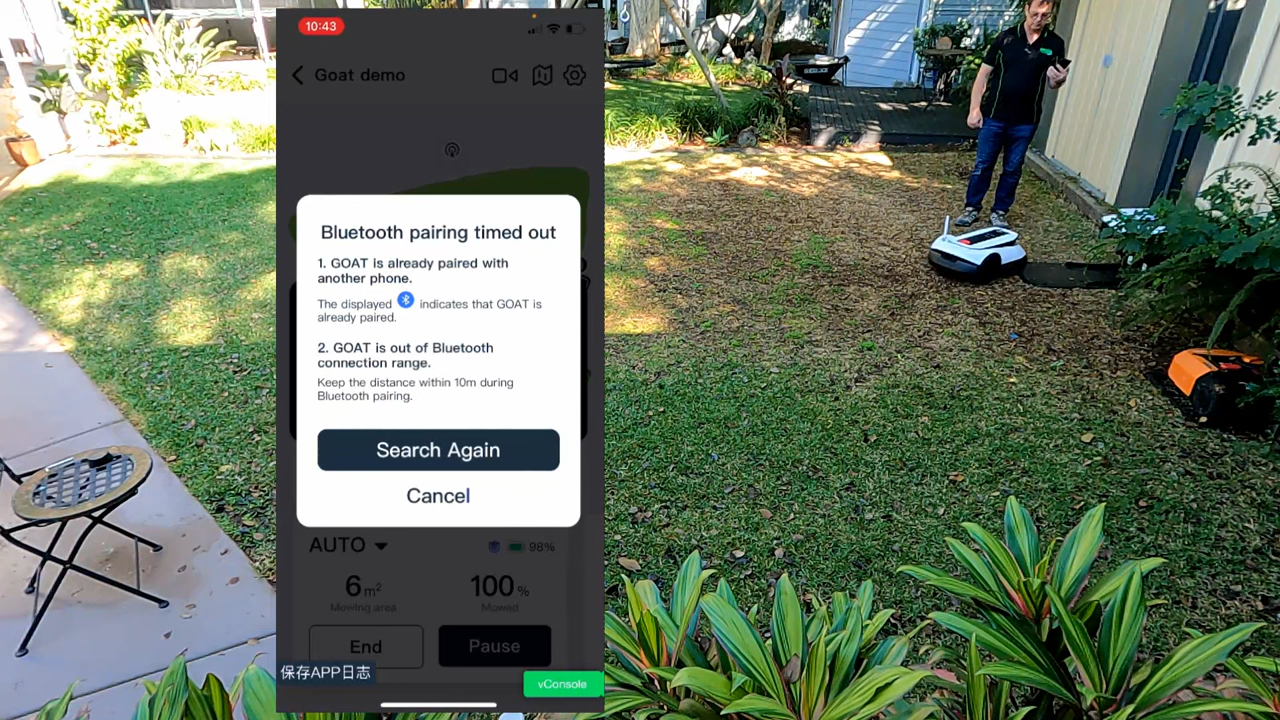 10:43
Goat demo
Bluetooth pairing timed out
1. GOAT is already paired with
another phone.
The displayed indicates that GOAT is
already paired.
2. GOAT is out of Bluetooth
connection range.
Keep the distance within 10m during
Bluetooth pairing.
Search Again
Cancel
AUTO
98%
6 m² 100 %
Mowing area Mowed
End Pause
保存APP日志
vConsole